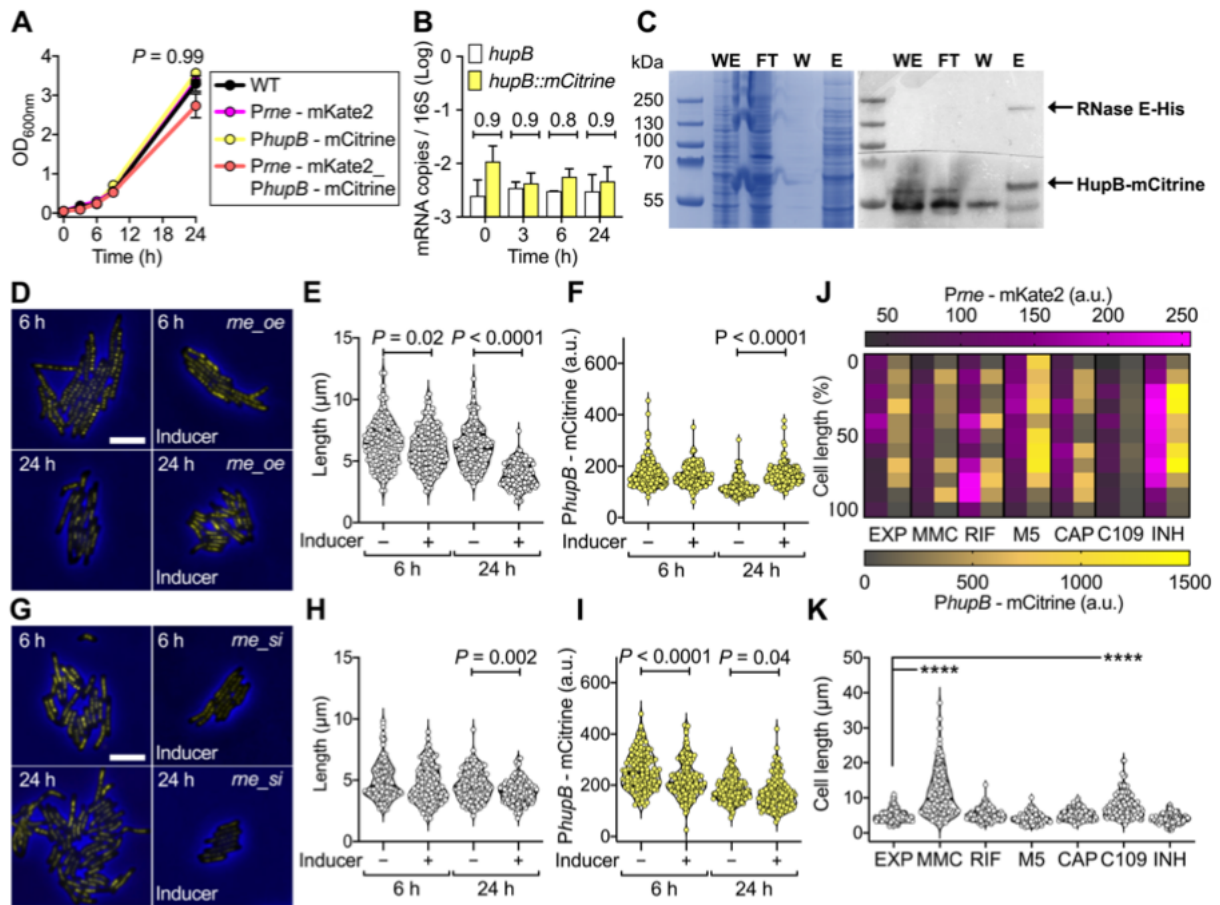 A
P = 0.99
OD600nm
4
3
2
1
0
0 6 12 18 24
Time (h)
WT
Prne - mKate2
PhupB - mCitrine
Prne - mKate2_
PhupB - mCitrine
B
hupB
hupB::mCitrine
mRNA copies / 16S (Log)
0
-1
-2
-3
0.9 0.9 0.8 0.9
0 3 6 24
Time (h)
C
kDa WE FT W E WE FT W E
250
130
100
70
55
RNase E-His
HupB-mCitrine
D
6 h
6 h rne_oe
Inducer
24 h
24 h rne_oe
Inducer
E
Length (µm)
15
10
5
0
P = 0.02 P < 0.0001
Inducer − + − +
6 h 24 h
F
PhupB - mCitrine (a.u.)
600
400
200
0
P < 0.0001
Inducer − + − +
6 h 24 h
J
Prne - mKate2 (a.u.)
50 100 150 200 250
Cell length (%)
0
50
100
EXP MMC RIF M5 CAP C109 INH
0 500 1000 1500
PhupB - mCitrine (a.u.)
G
6 h
6 h rne_si
Inducer
24 h
24 h rne_si
Inducer
H
Length (µm)
15
10
5
0
P = 0.002
Inducer − + − +
6 h 24 h
I
PhupB - mCitrine (a.u.)
600
400
200
0
P < 0.0001 P = 0.04
Inducer − + − +
6 h 24 h
K
Cell length (µm)
50
40
30
20
10
0
**** ****
EXP MMC RIF M5 CAP C109 INH